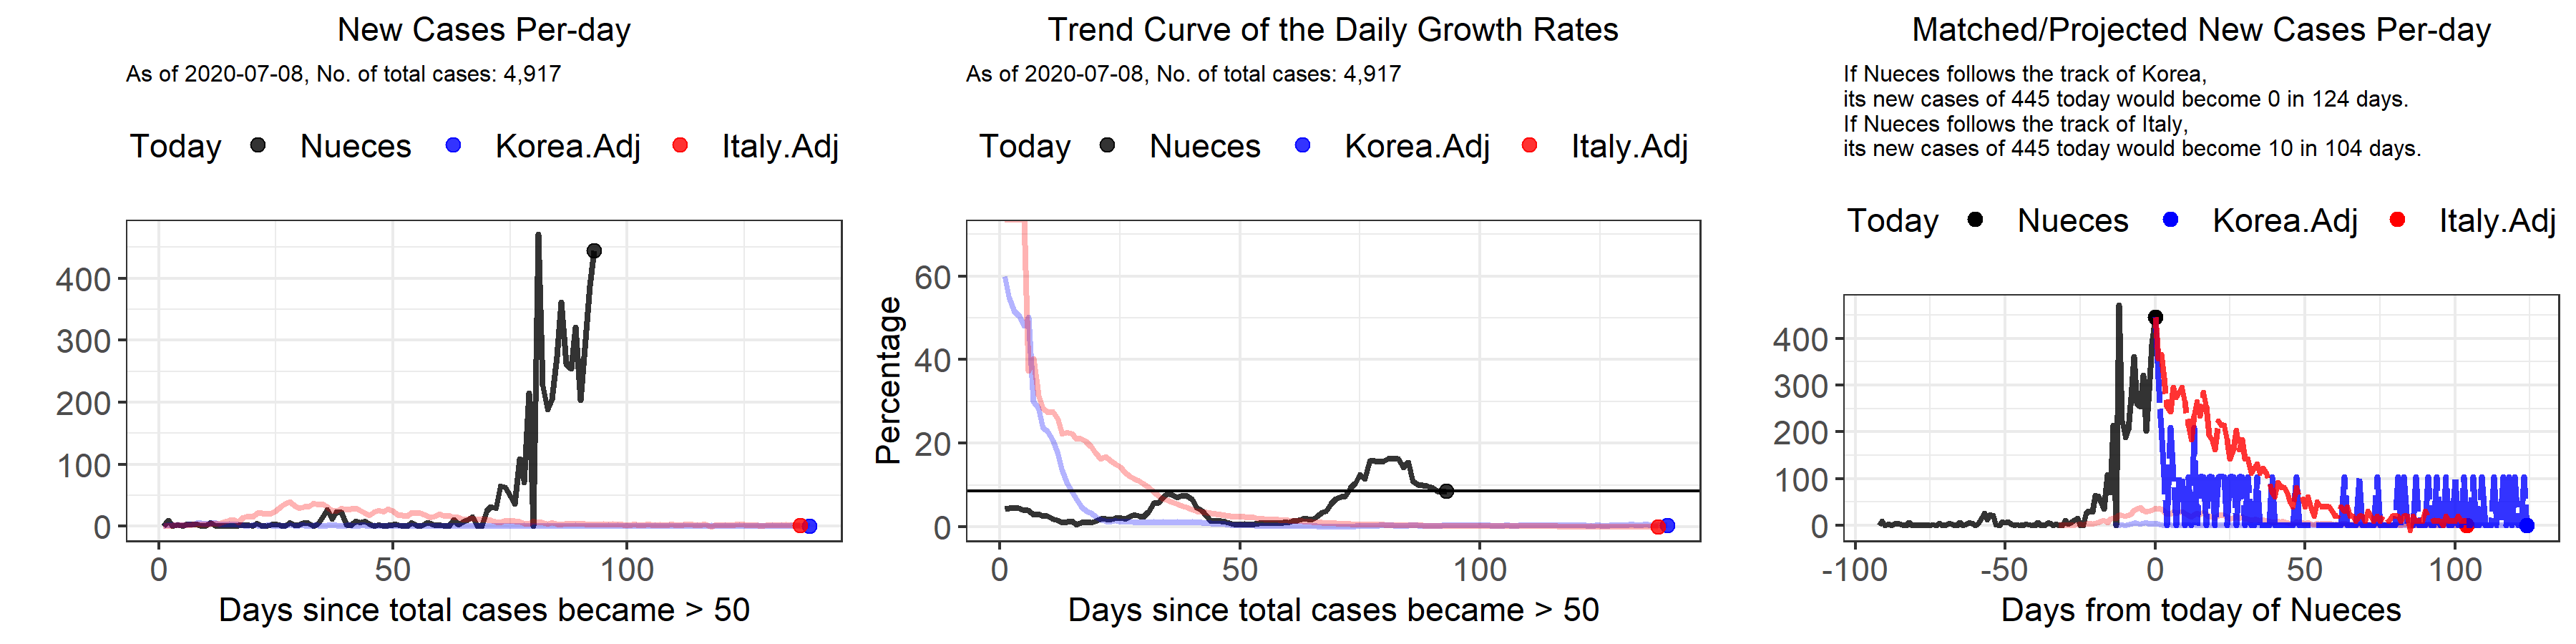 New Cases Per-day
As of 2020-07-08, No. of total cases: 4,917
Today Nueces Korea.Adj Italy.Adj
400
300
200
100
0
0 50 100
Days since total cases became > 50
Trend Curve of the Daily Growth Rates
As of 2020-07-08, No. of total cases: 4,917
Today Nueces Korea.Adj Italy.Adj
Percentage
60
40
20
0
0 50 100
Days since total cases became > 50
Matched/Projected New Cases Per-day
If Nueces follows the track of Korea,
its new cases of 445 today would become 0 in 124 days.
If Nueces follows the track of Italy,
its new cases of 445 today would become 10 in 104 days.
Today Nueces Korea.Adj Italy.Adj
400
300
200
100
0
-100 -50 0 50 100
Days from today of Nueces